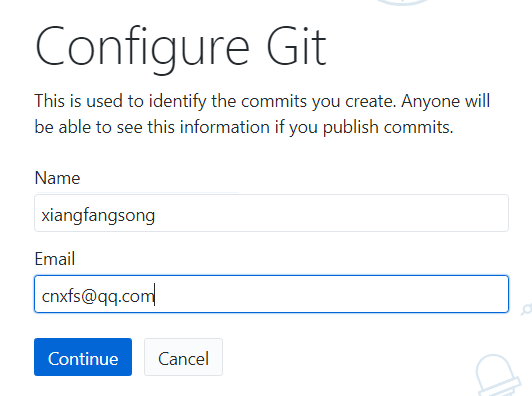 Configure Git
This is used to identify the commits you create. Anyone will
be able to see this information if you publish commits.
Name
xiangfangsong
Email
cnxfs@qq.com
Continue Cancel